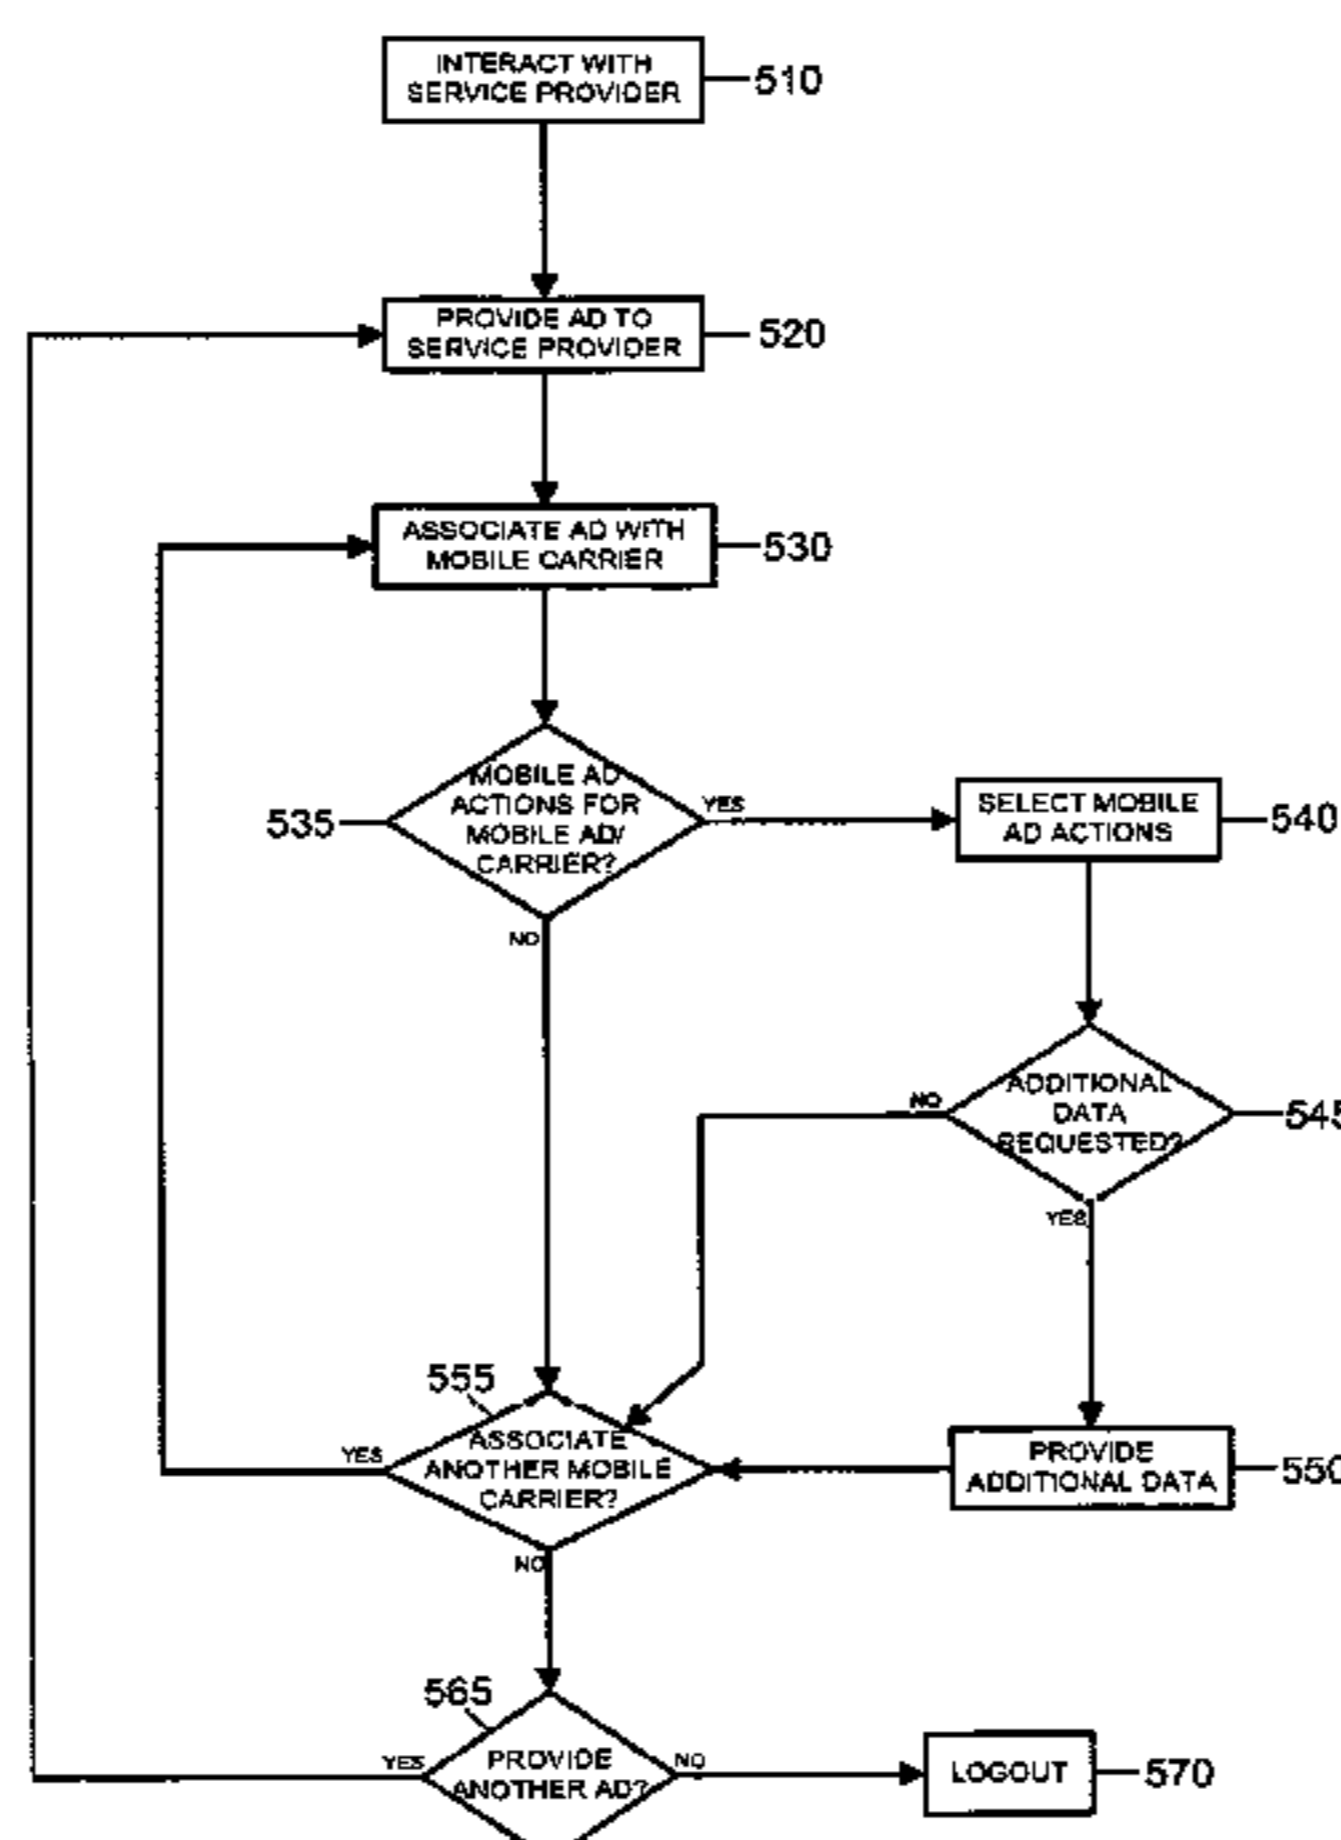 INTERACT WITH
SERVICE PROVIDER
510
PROVIDE AD TO
SERVICE PROVIDER
520
ASSOCIATE AD WITH
MOBILE CARRIER
530
MOBILE AD
ACTIONS FOR
MOBILE AD/
CARRIER?
535
YES
NO
SELECT MOBILE
AD ACTIONS
540
ADDITIONAL
DATA
REQUESTED?
545
NO
YES
555
ASSOCIATE
ANOTHER MOBILE
CARRIER?
YES
NO
PROVIDE
ADDITIONAL DATA
550
565
PROVIDE
ANOTHER AD?
YES
NO
LOGOUT
570